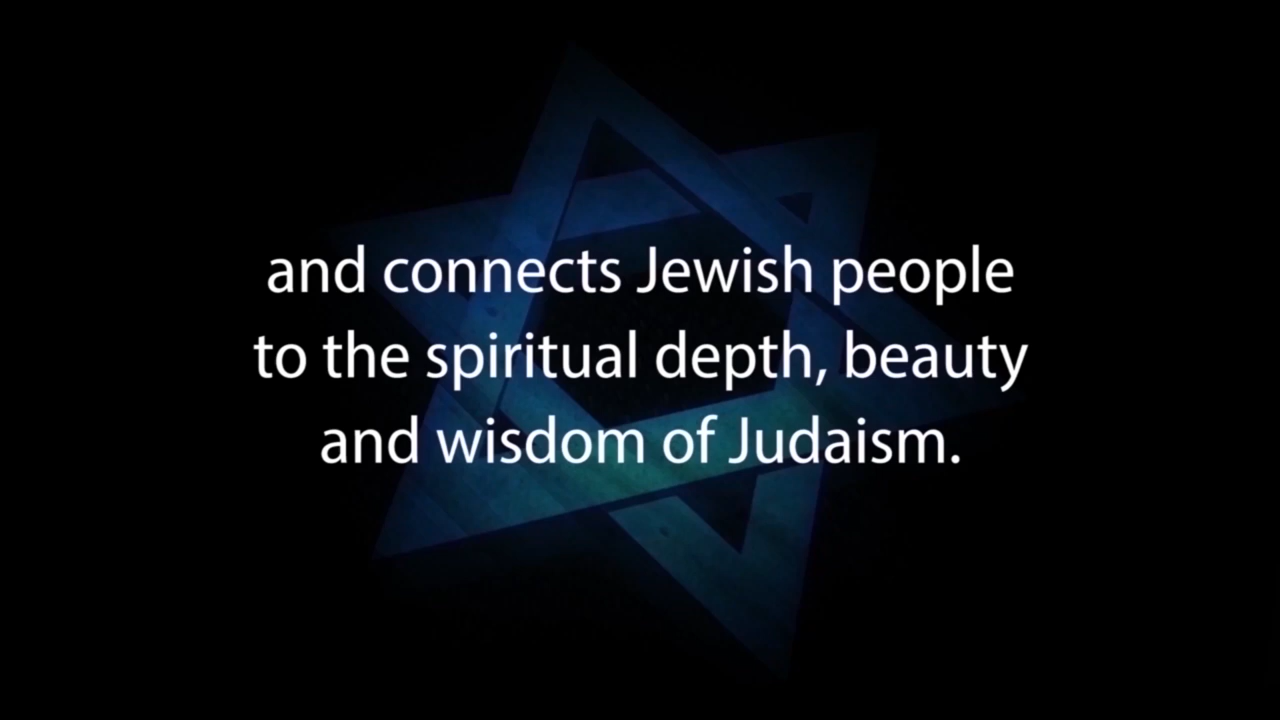 and connects Jewish people
to the spiritual depth, beauty
and wisdom of Judaism.